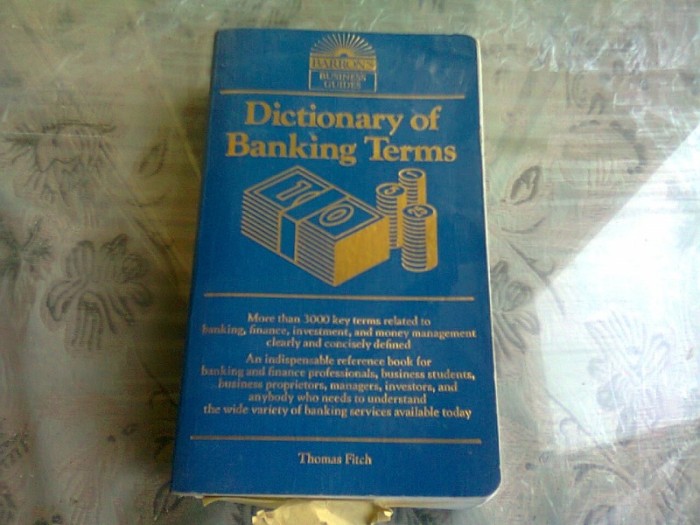 BARRON'S
BUSINESS
GUIDES
Dictionary of
Banking Terms
10
More than 3000 key terms related to
banking, finance, investment, and money management
clearly and concisely defined
An indispensable reference book for
banking and finance professionals, business students,
business proprietors, managers, investors, and
anybody who needs to understand
the wide variety of banking services available today
Thomas Fitch